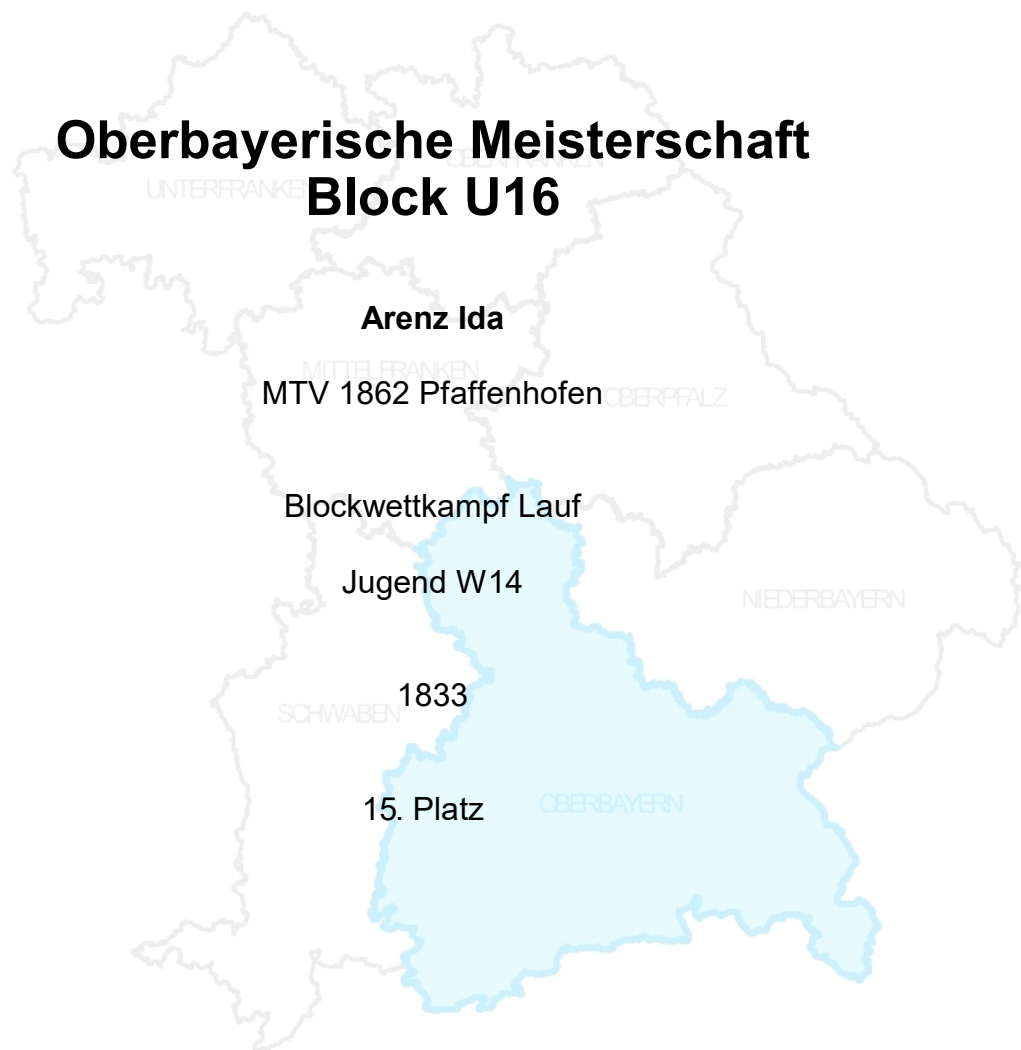 Oberbayerische Meisterschaft
OBERFRANKEN
UNTERFRANKEN
Block U16
Arenz Ida
MITTELFRANKEN
MTV 1862 Pfaffenhofen
OBERPFALZ
Blockwettkampf Lauf
Jugend W14
NIEDERBAYERN
1833
SCHWABEN
15. Platz
OBERBAYERN